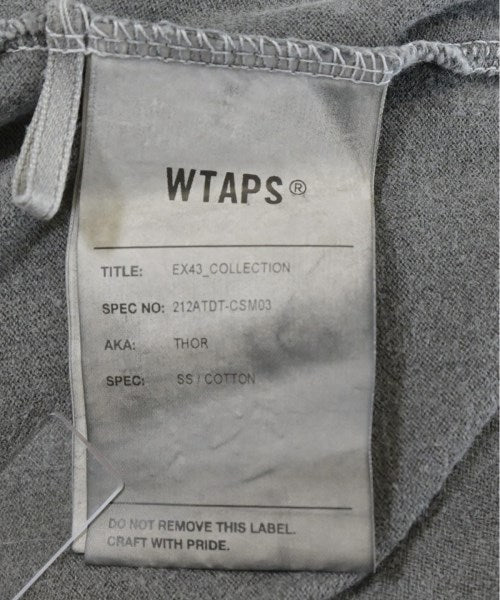 WTAPS®
TITLE: EX43_COLLECTION
SPEC NO: 212ATDT-CSM03
AKA: THOR
SPEC: SS / COTTON
DO NOT REMOVE THIS LABEL.
CRAFT WITH PRIDE.